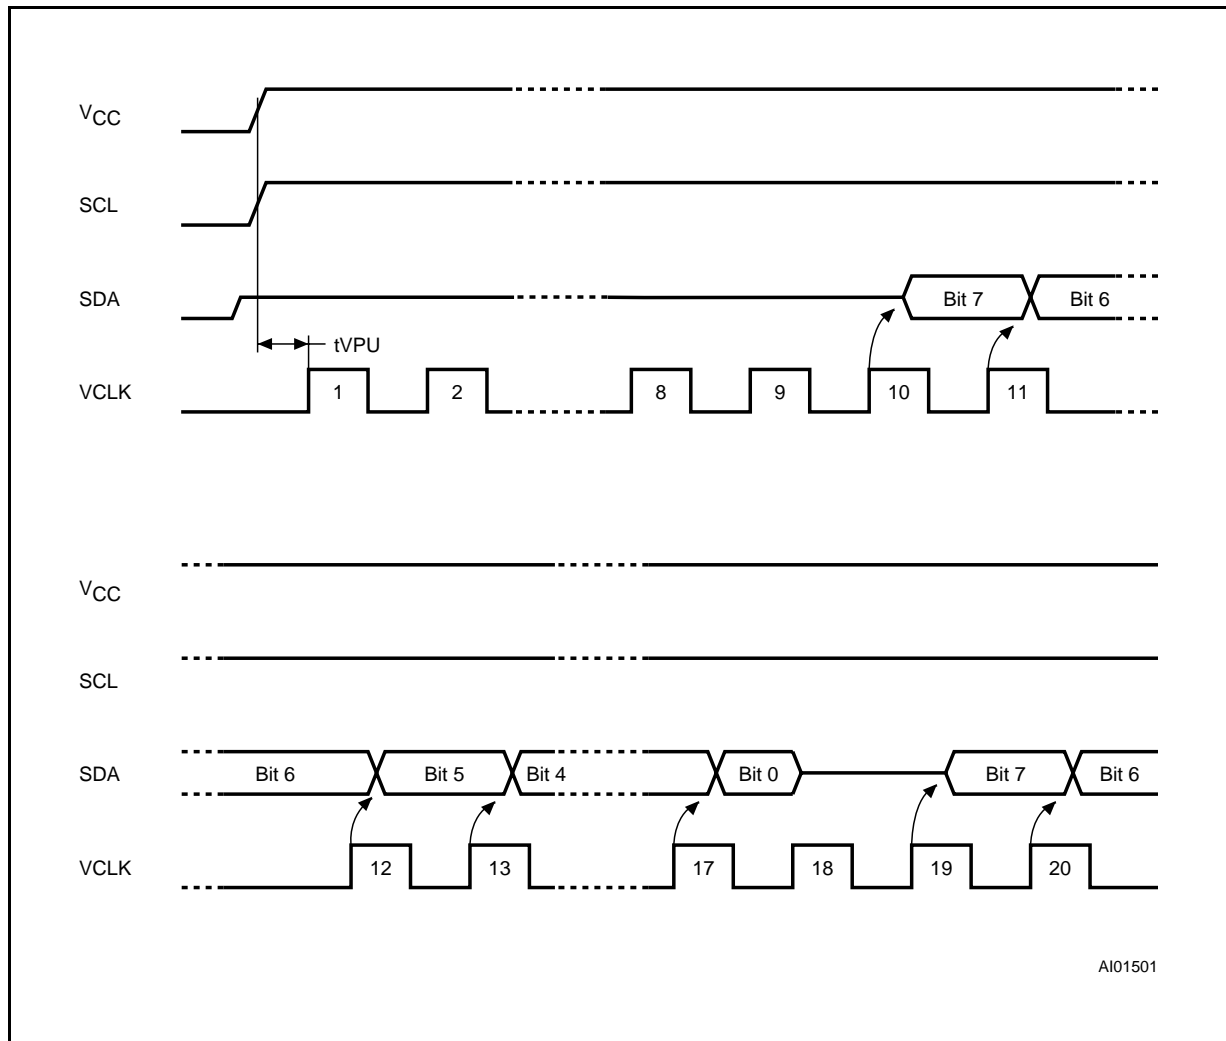 VCC
SCL
SDA Bit 7 Bit 6
tVPU
VCLK 1 2 8 9 10 11
VCC
SCL
SDA Bit 6 Bit 5 Bit 4 Bit 0 Bit 7 Bit 6
VCLK 12 13 17 18 19 20
AI01501